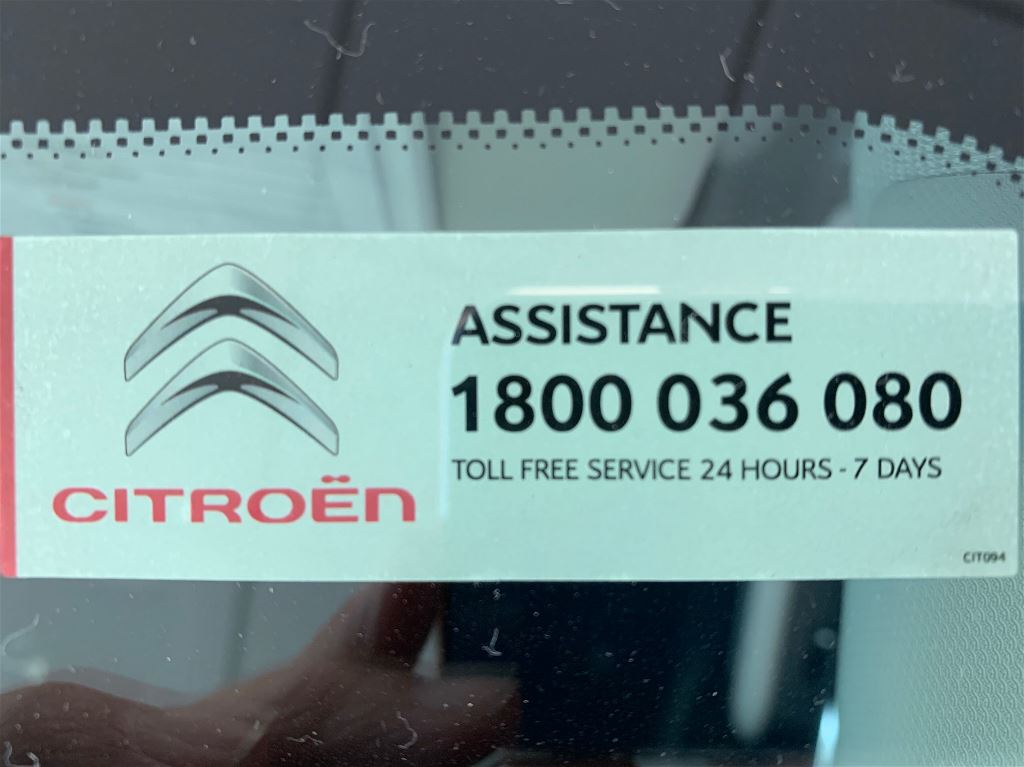 ASSISTANCE
1800 036 080
TOLL FREE SERVICE 24 HOURS - 7 DAYS
CITROËN
CIT094